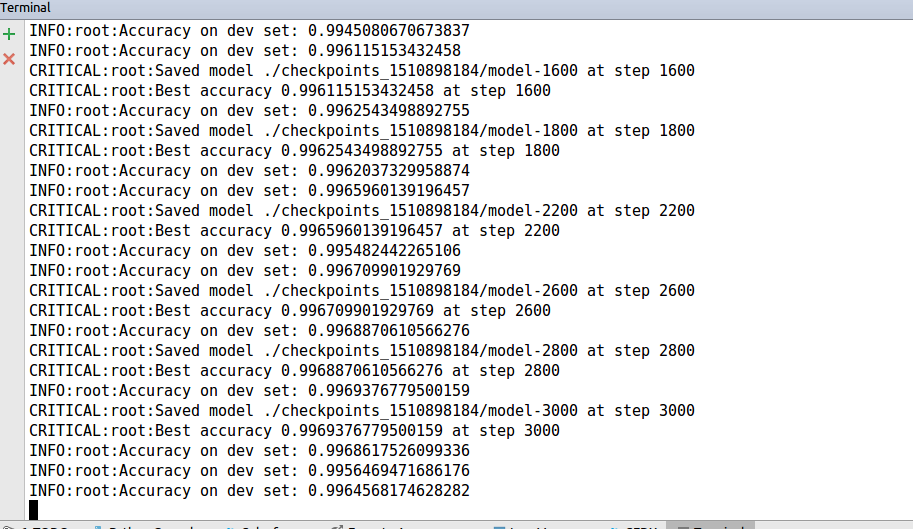 Terminal
INFO:root:Accuracy on dev set: 0.9945080670673837
INFO:root:Accuracy on dev set: 0.996115153432458
CRITICAL:root:Saved model ./checkpoints_1510898184/model-1600 at step 1600
CRITICAL:root:Best accuracy 0.996115153432458 at step 1600
INFO:root:Accuracy on dev set: 0.9962543498892755
CRITICAL:root:Saved model ./checkpoints_1510898184/model-1800 at step 1800
CRITICAL:root:Best accuracy 0.9962543498892755 at step 1800
INFO:root:Accuracy on dev set: 0.9962037329958874
INFO:root:Accuracy on dev set: 0.9965960139196457
CRITICAL:root:Saved model ./checkpoints_1510898184/model-2200 at step 2200
CRITICAL:root:Best accuracy 0.9965960139196457 at step 2200
INFO:root:Accuracy on dev set: 0.995482442265106
INFO:root:Accuracy on dev set: 0.996709901929769
CRITICAL:root:Saved model ./checkpoints_1510898184/model-2600 at step 2600
CRITICAL:root:Best accuracy 0.996709901929769 at step 2600
INFO:root:Accuracy on dev set: 0.9968870610566276
CRITICAL:root:Saved model ./checkpoints_1510898184/model-2800 at step 2800
CRITICAL:root:Best accuracy 0.9968870610566276 at step 2800
INFO:root:Accuracy on dev set: 0.9969376779500159
CRITICAL:root:Saved model ./checkpoints_1510898184/model-3000 at step 3000
CRITICAL:root:Best accuracy 0.9969376779500159 at step 3000
INFO:root:Accuracy on dev set: 0.9968617526099336
INFO:root:Accuracy on dev set: 0.9956469471686176
INFO:root:Accuracy on dev set: 0.9964568174628282